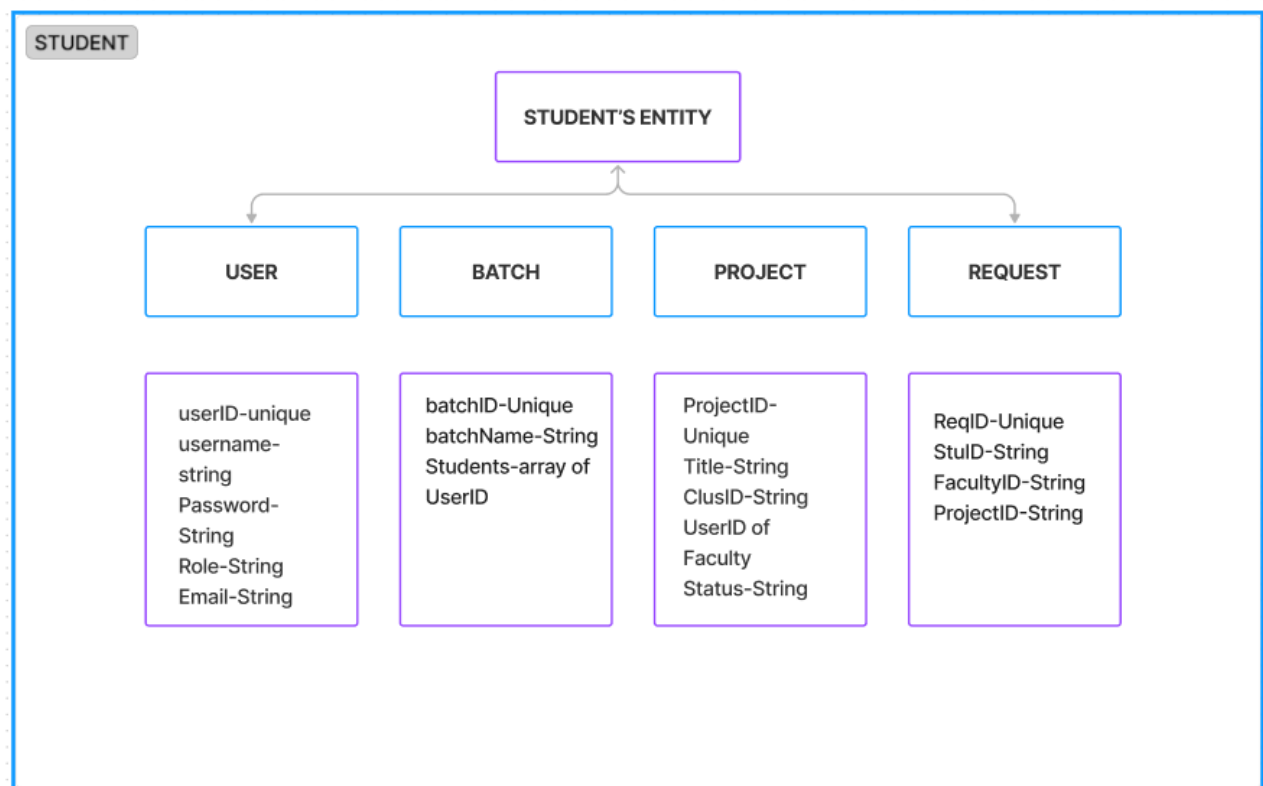 STUDENT
STUDENT'S ENTITY
USER
BATCH
PROJECT
REQUEST
userID-unique
username-
string
Password-
String
Role-String
Email-String
batchID-Unique
batchName-String
Students-array of
UserID
ProjectID-
Unique
Title-String
ClusID-String
UserID of
Faculty
Status-String
ReqID-Unique
StuID-String
FacultyID-String
ProjectID-String